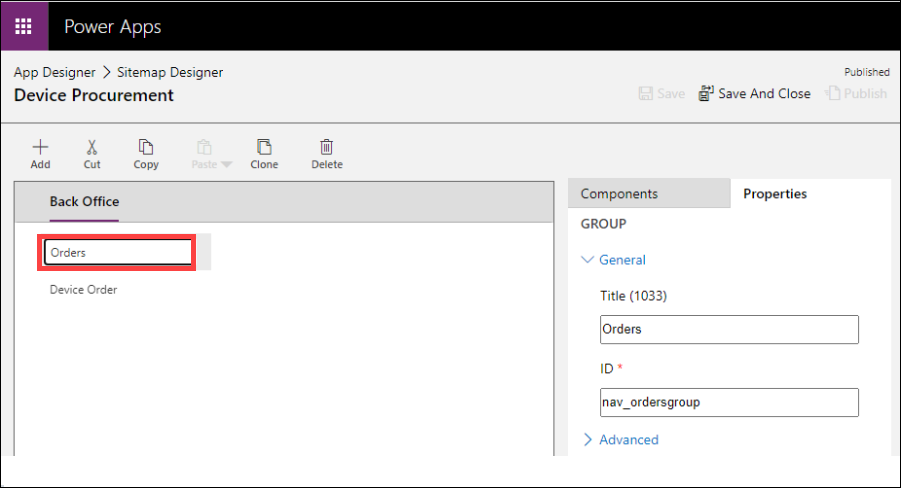 Power Apps
App Designer > Sitemap Designer
Published
Device Procurement
Save
Save And Close
Publish
Add
Cut
Copy
Paste
Clone
Delete
Back Office
Orders
Device Order
Components
Properties
GROUP
General
Title (1033)
Orders
ID *
nav_ordersgroup
Advanced